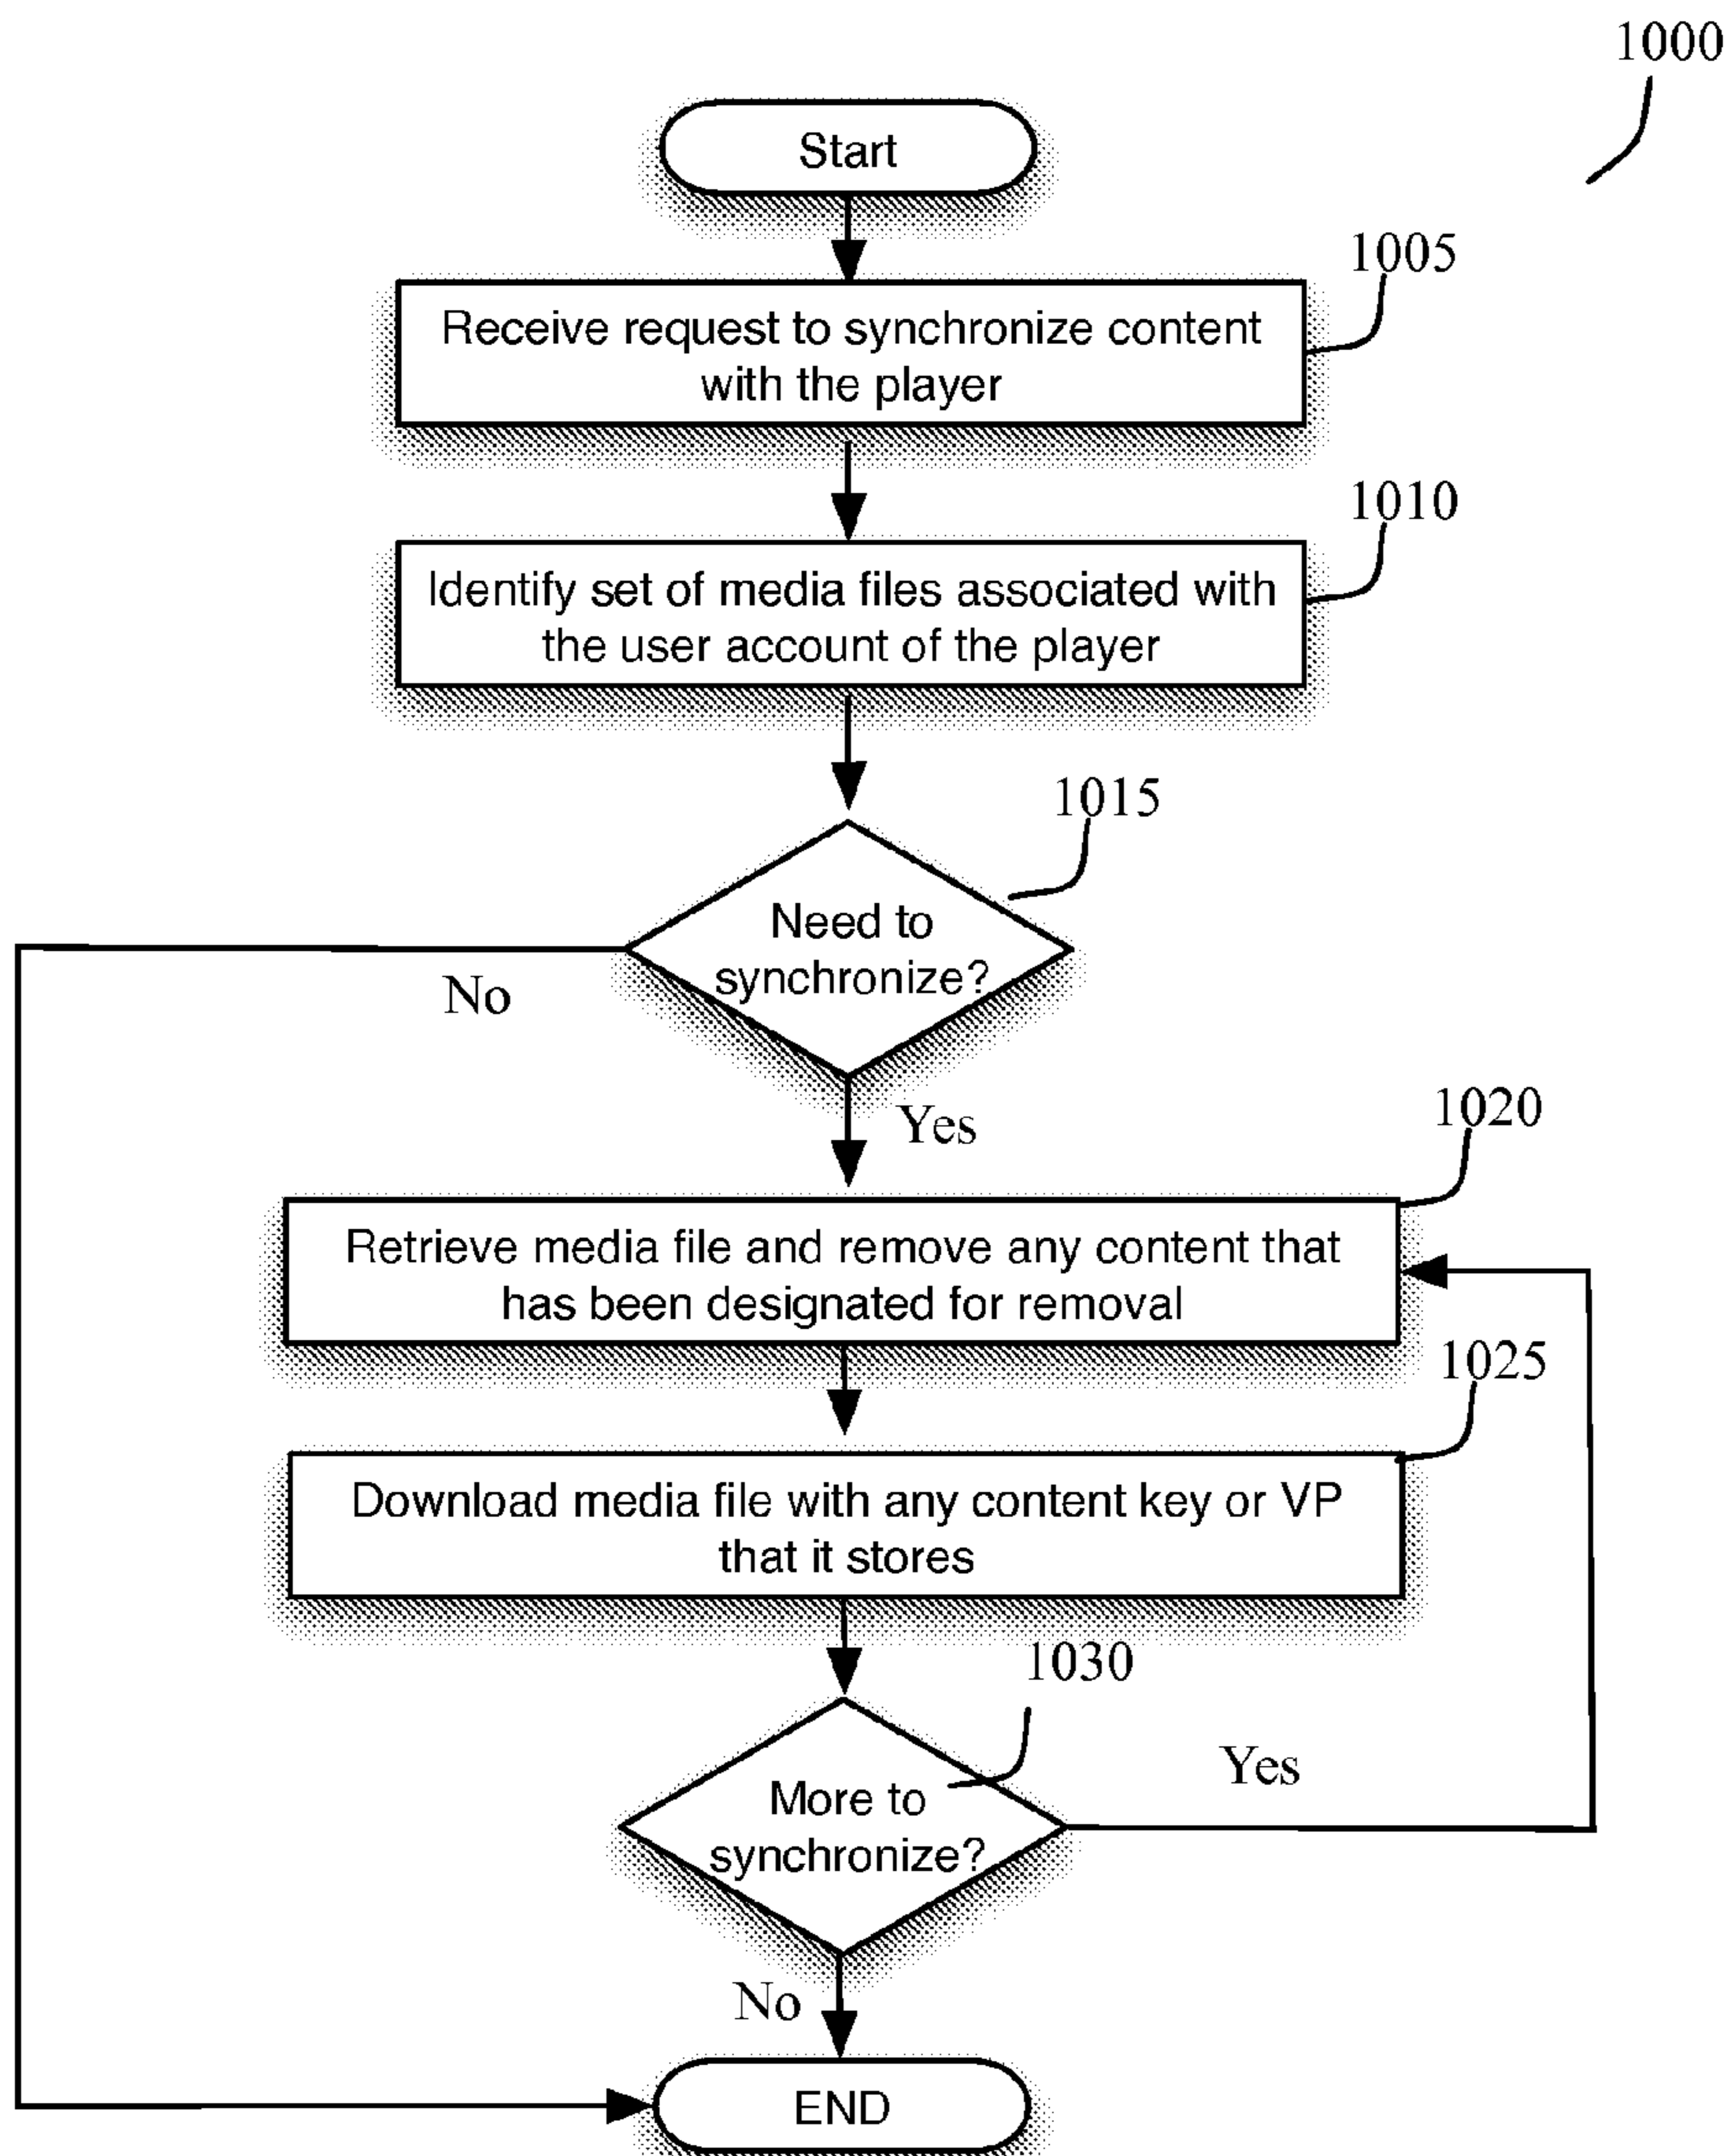 1000
Start
1005
Receive request to synchronize content
with the player
1010
Identify set of media files associated with
the user account of the player
1015
Need to
synchronize?
No
Yes
1020
Retrieve media file and remove any content that
has been designated for removal
1025
Download media file with any content key or VP
that it stores
1030
More to
synchronize?
Yes
No
END